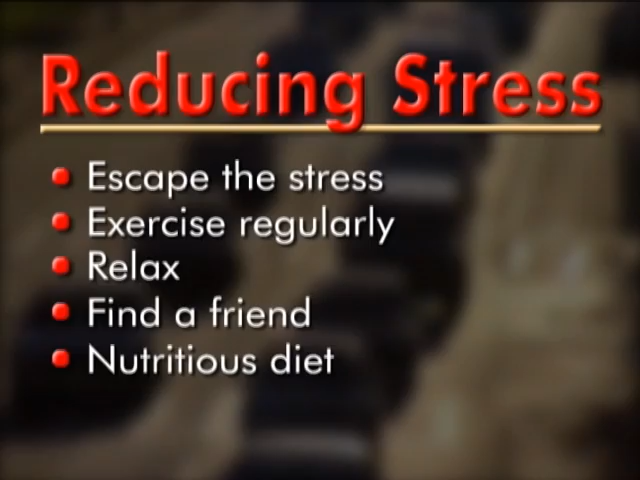 Reducing Stress
Escape the stress
Exercise regularly
Relax
Find a friend
Nutritious diet